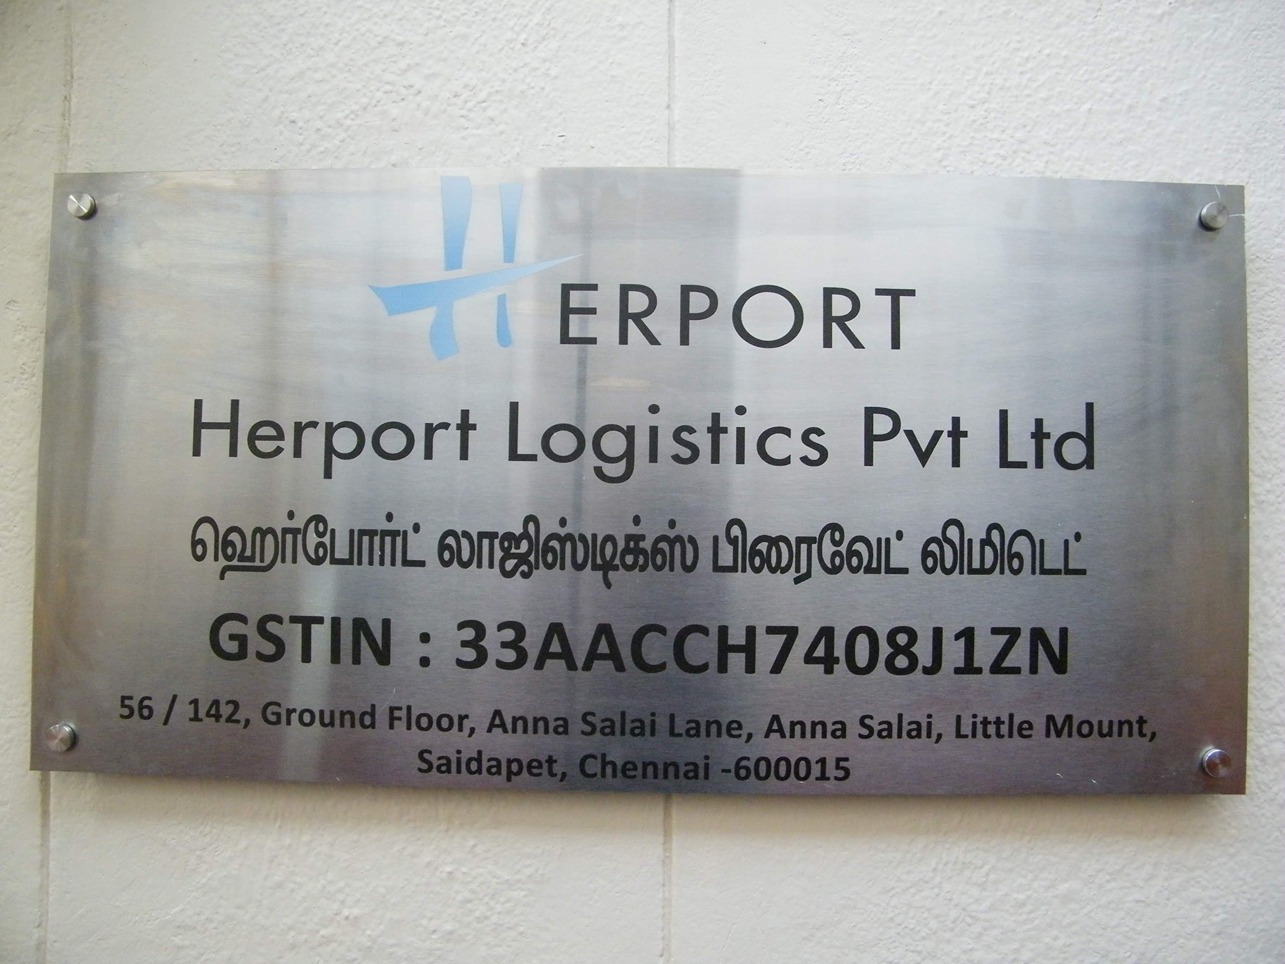 HERPORT
Herport Logistics Pvt Ltd
ஹெர்போர்ட் லாஜிஸ்டிக்ஸ் பிரைவேட் லிமிடெட்
GSTIN : 33AACCH7408J1ZN
56 / 142, Ground Floor, Anna Salai Lane, Anna Salai, Little Mount,
Saidapet, Chennai -600015